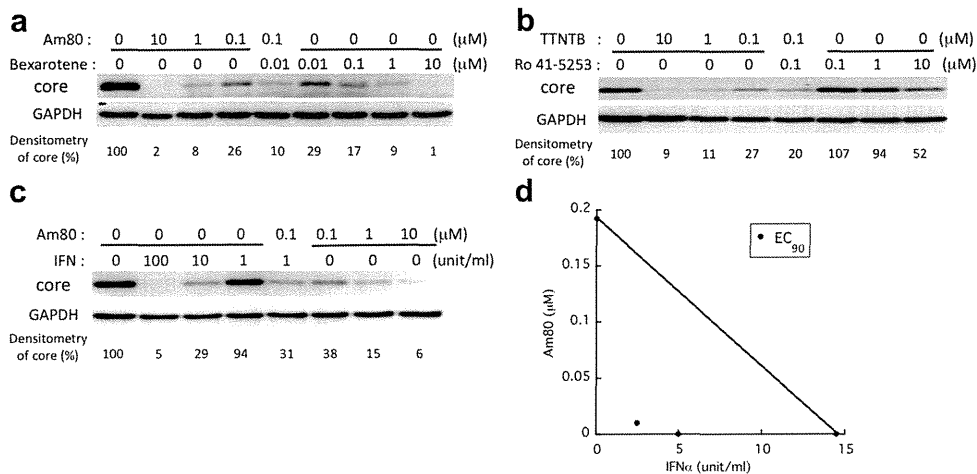 a
Am80 : 0 10 1 0.1 0.1 0 0 0 0 (μM)
Bexarotene : 0 0 0 0 0.01 0.01 0.1 1 10 (μM)
core
GAPDH
Densitometry
of core (%) 100 2 8 26 10 29 17 9 1
b
TTNTB : 0 10 1 0.1 0.1 0 0 0 (μM)
Ro 41-5253 : 0 0 0 0 0.1 0.1 1 10 (μM)
core
GAPDH
Densitometry
of core (%) 100 9 11 27 20 107 94 52
c
Am80 : 0 0 0 0 0.1 0.1 1 10 (μM)
IFN : 0 100 10 1 1 0 0 0 (unit/ml)
core
GAPDH
Densitometry
of core (%) 100 5 29 94 31 38 15 6
d
0.2
0.15
0.1
0.05
0
Am80 (μM)
EC90
0 5 10 15
IFNα (unit/ml)